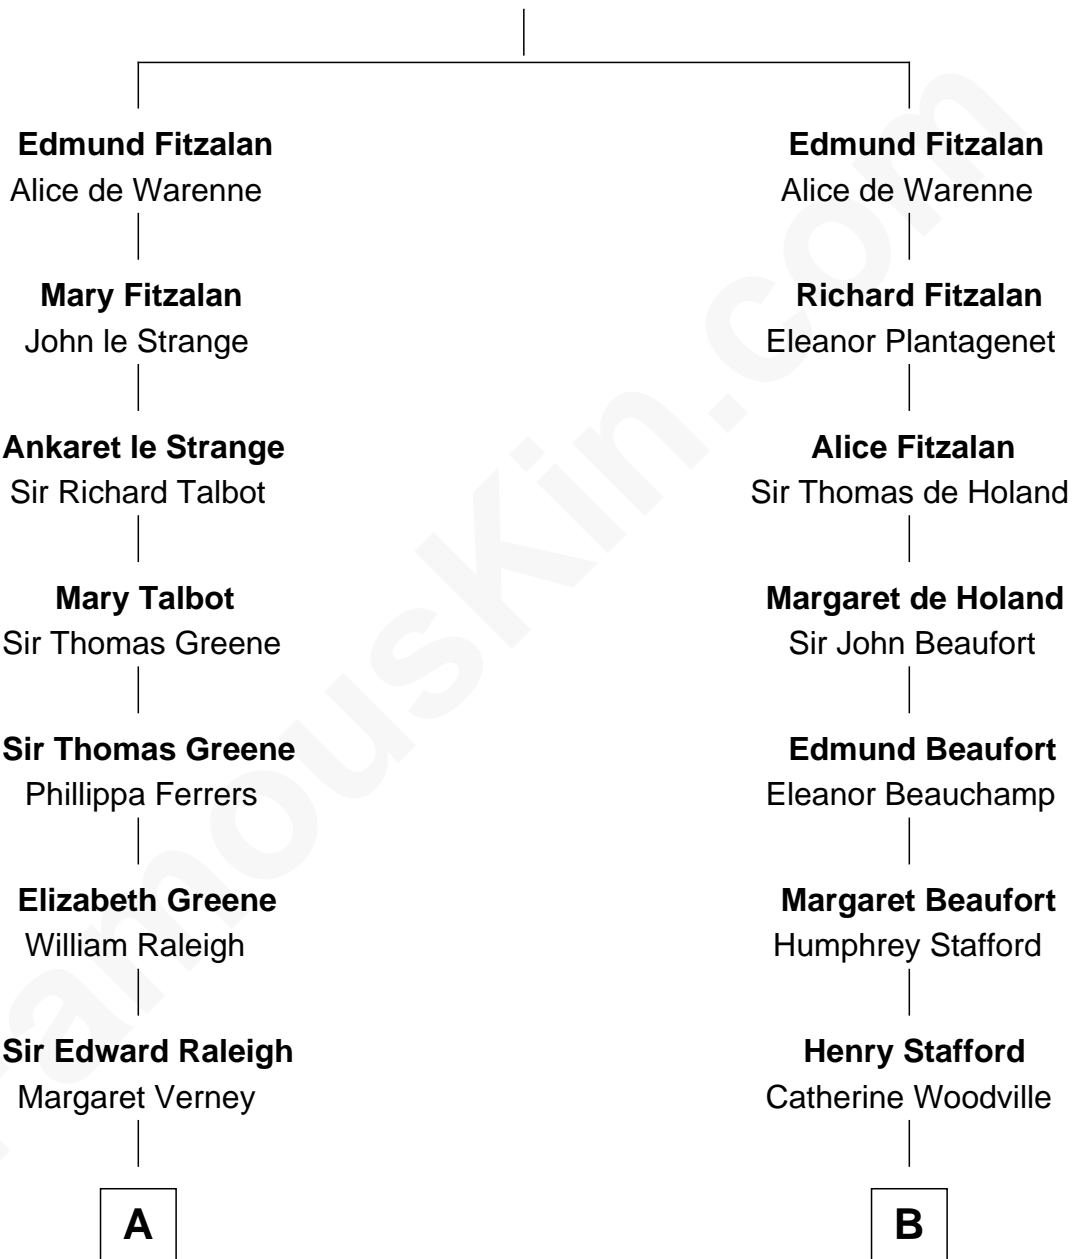 Edmund Fitzalan
Alice de Warenne
Mary Fitzalan
John le Strange
Ankaret le Strange
Sir Richard Talbot
Mary Talbot
Sir Thomas Greene
Sir Thomas Greene
Phillippa Ferrers
Elizabeth Greene
William Raleigh
Sir Edward Raleigh
Margaret Verney
A
Edmund Fitzalan
Alice de Warenne
Richard Fitzalan
Eleanor Plantagenet
Alice Fitzalan
Sir Thomas de Holand
Margaret de Holand
Sir John Beaufort
Edmund Beaufort
Eleanor Beauchamp
Margaret Beaufort
Humphrey Stafford
Henry Stafford
Catherine Woodville
B
FamousKin.com